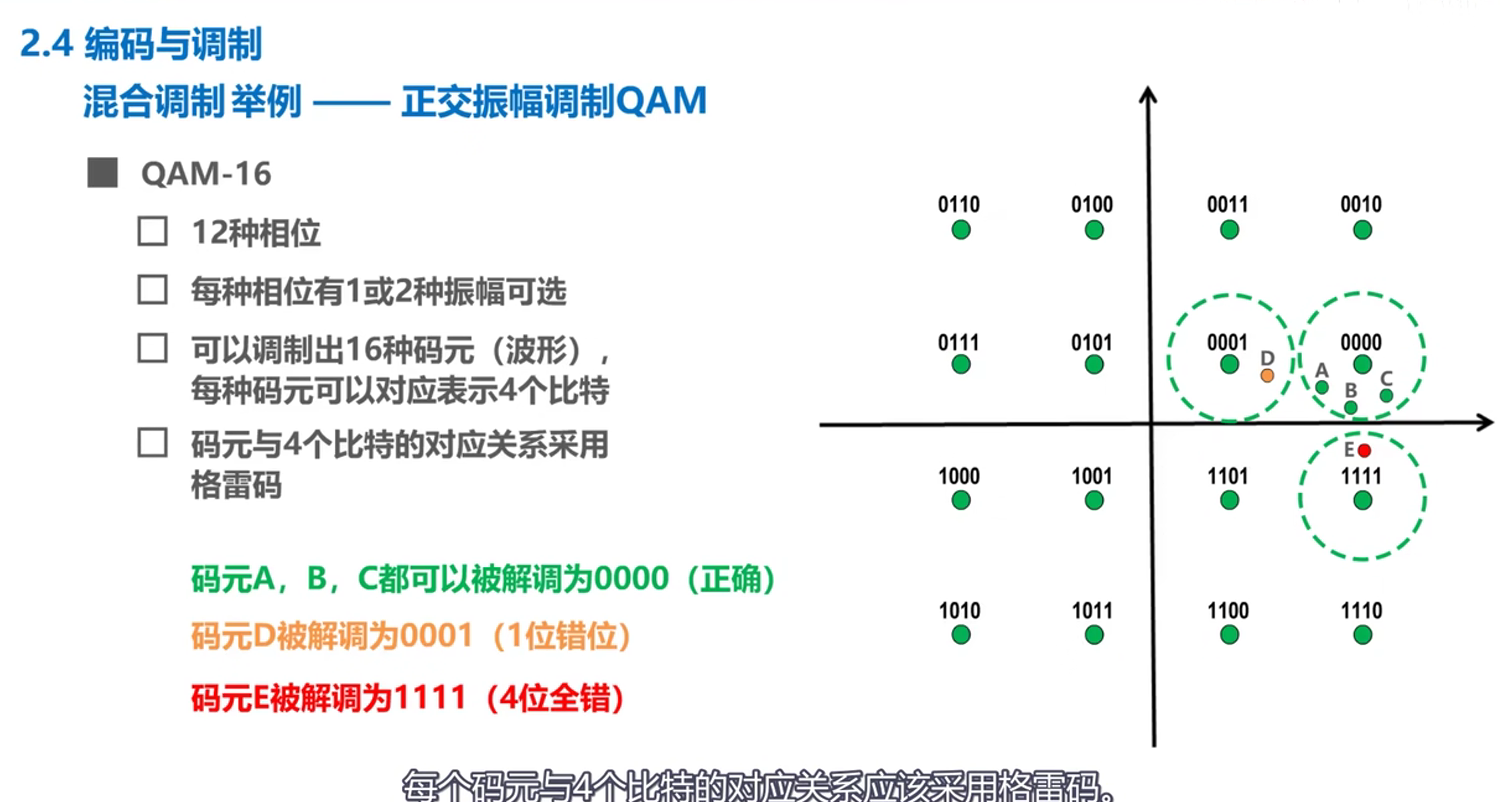 2.4 编码与调制
混合调制 举例 —— 正交振幅调制QAM
QAM-16
12种相位
每种相位有1或2种振幅可选
可以调制出16种码元（波形），
每种码元可以对应表示4个比特
码元与4个比特的对应关系采用
格雷码
码元A，B，C都可以被解调为0000（正确）
码元D被解调为0001（1位错位）
码元E被解调为1111（4位全错）
0110 0100 0011 0010
0111 0101 0001 0000
D A B C
E
1000 1001 1101 1111
1010 1011 1100 1110
每个码元与4个比特的对应关系应该采用格雷码。